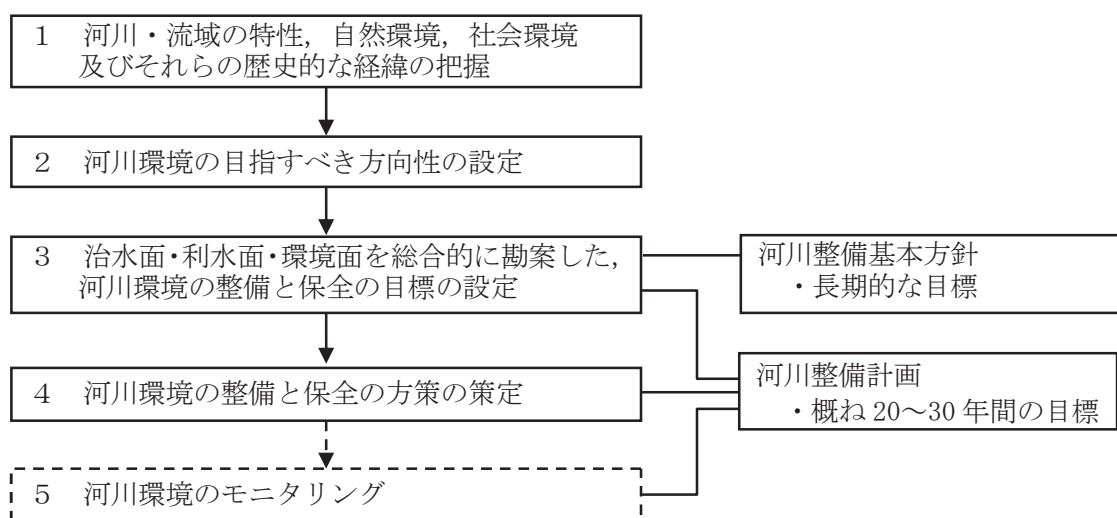 1 河川・流域の特性，自然環境，社会環境
及びそれらの歴史的な経緯の把握
2 河川環境の目指すべき方向性の設定
3 治水面・利水面・環境面を総合的に勘案した，
河川環境の整備と保全の目標の設定
河川整備基本方針
・長期的な目標
4 河川環境の整備と保全の方策の策定
河川整備計画
・概ね 20～30 年間の目標
5 河川環境のモニタリング